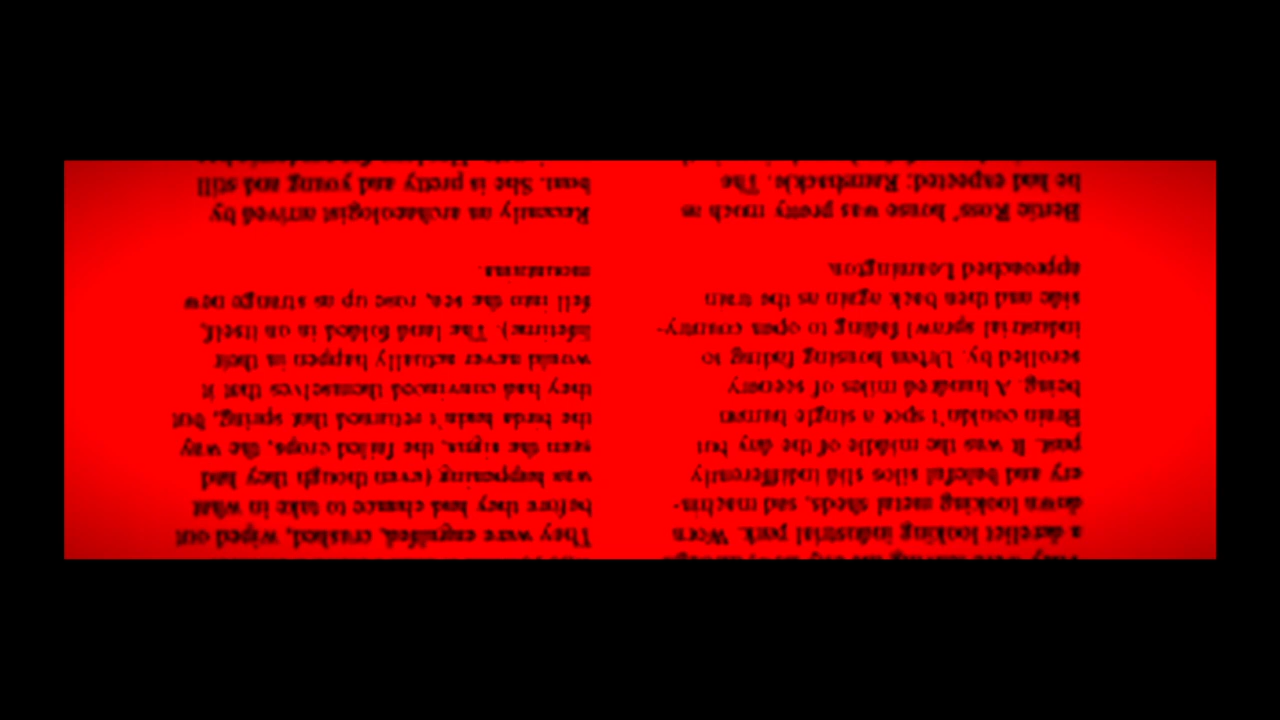 a derelict looking industrial park. Worn
down looking metal sheds, sad machin-
ery and baleful silos slid indifferently
past. It was the middle of the day but
Brain couldn't spot a single human
being. A hundred miles of scenery
scrolled by. Urban housing fading to
industrial sprawl fading to open country-
side and then back again as the train
approached Leamington.
Bertie Ross' house was pretty much as
he had expected: Ramshackle. The
They were engulfed, crushed, wiped out
before they had chance to take in what
was happening (even though they had
seen the signs, the failed crops, the way
the birds hadn't returned that spring, but
they had convinced themselves that it
would never actually happen in their
lifetime). The land folded in on itself,
fell into the sea, rose up as strange new
mountains.
Recently an archaeologist arrived by
boat. She is pretty and young and still